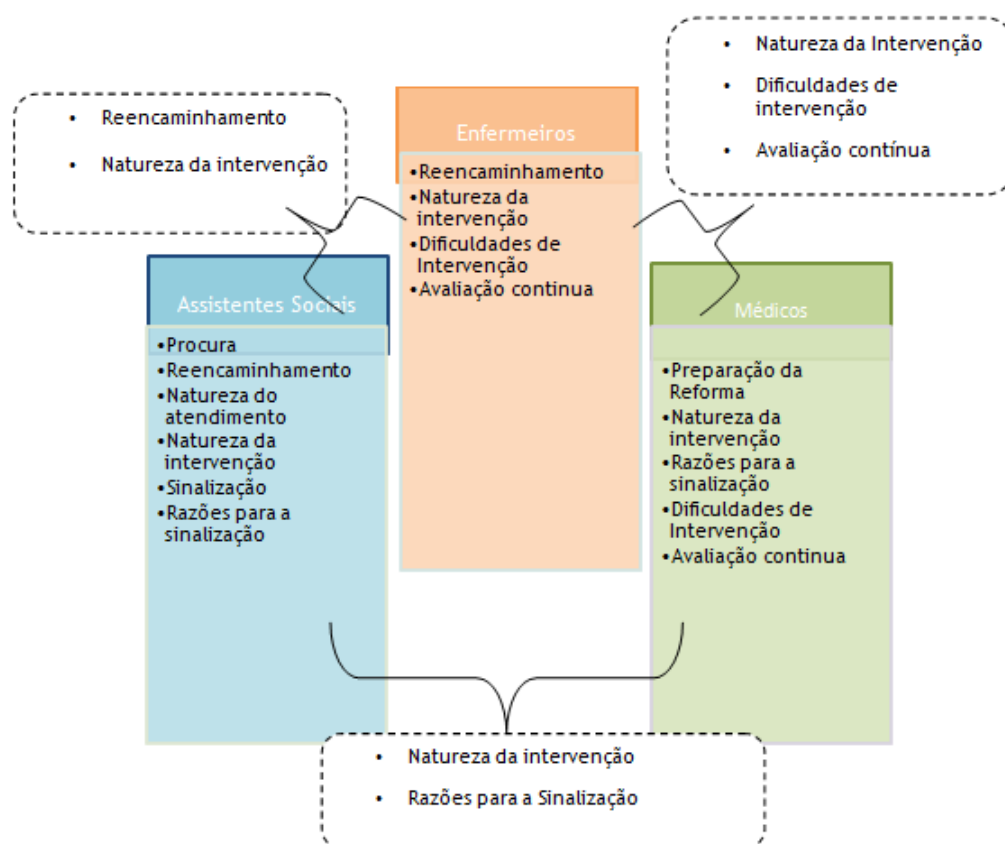 • Reencaminhamento
• Natureza da intervenção
• Natureza da Intervenção
• Dificuldades de
intervenção
• Avaliação contínua
Enfermeiros
•Reencaminhamento
•Natureza da
intervenção
•Dificuldades de
Intervenção
•Avaliação continua
Assistentes Sociais
•Procura
•Reencaminhamento
•Natureza do
atendimento
•Natureza da
intervenção
•Sinalização
•Razões para a
sinalização
Médicos
•Preparação da
Reforma
•Natureza da
intervenção
•Razões para a
sinalização
•Dificuldades de
Intervenção
•Avaliação continua
• Natureza da intervenção
• Razões para a Sinalização